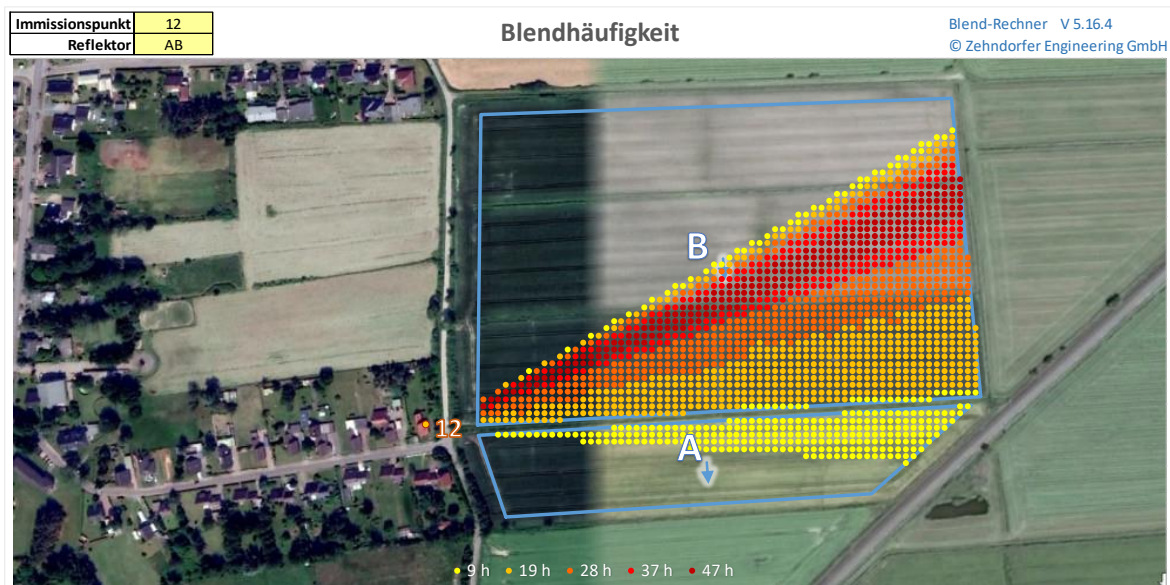 Immissionspunkt 12
Reflektor AB
Blendhäufigkeit
Blend-Rechner V 5.16.4
© Zehndorfer Engineering GmbH
B
12
A
9 h 19 h 28 h 37 h 47 h